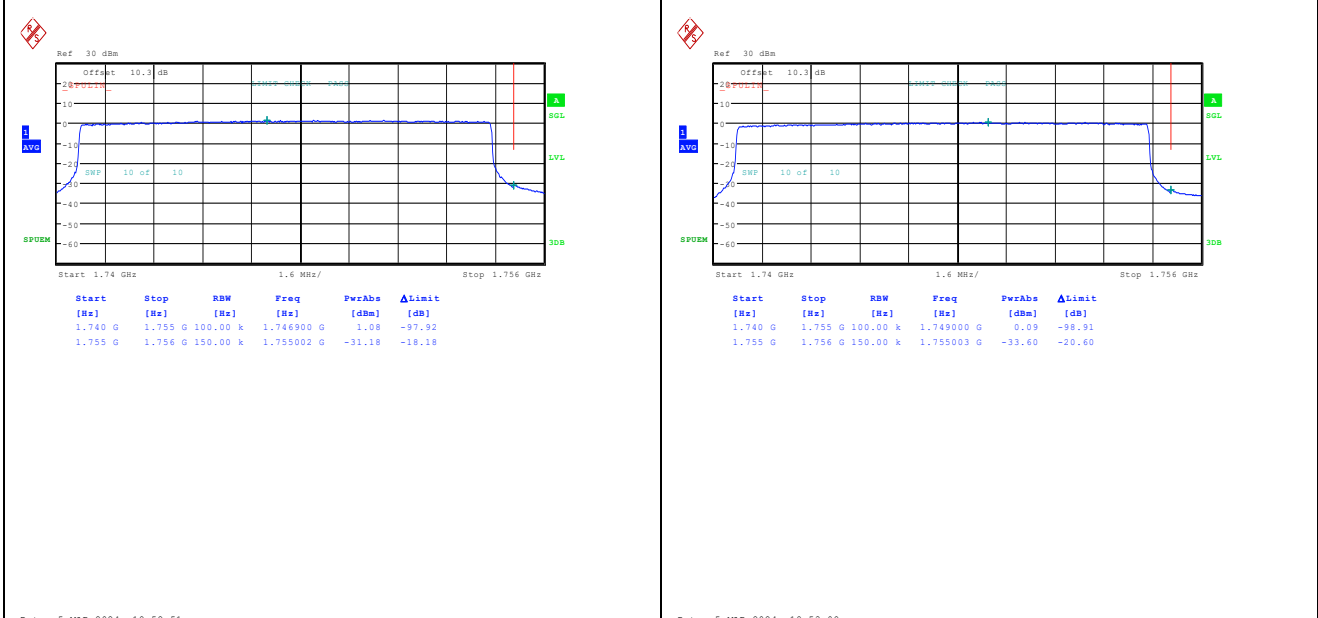 R S
Ref 30 dBm
Offset 10.3 dB
20
10
0
-10
-20
-30
-40
-50
-60
1
AVG
SWP 10 of 10
SPUEM
A
SGL
LVL
3DB
Start 1.74 GHz 1.6 MHz/ Stop 1.756 GHz
Start Stop RBW Freq PwrAbs ΔLimit
[Hz] [Hz] [Hz] [Hz] [dBm] [dB]
1.740 G 1.755 G 100.00 k 1.746900 G 1.08 -97.92
1.755 G 1.756 G 150.00 k 1.755002 G -31.18 -18.18
R S
Ref 30 dBm
Offset 10.3 dB
LIMIT CHECK PASS
20
10
0
-10
-20
-30
-40
-50
-60
1
AVG
SWP 10 of 10
SPUEM
A
SGL
LVL
3DB
Start 1.74 GHz 1.6 MHz/ Stop 1.756 GHz
Start Stop RBW Freq PwrAbs ΔLimit
[Hz] [Hz] [Hz] [Hz] [dBm] [dB]
1.740 G 1.755 G 100.00 k 1.749000 G 0.09 -98.91
1.755 G 1.756 G 150.00 k 1.755003 G -33.60 -20.60